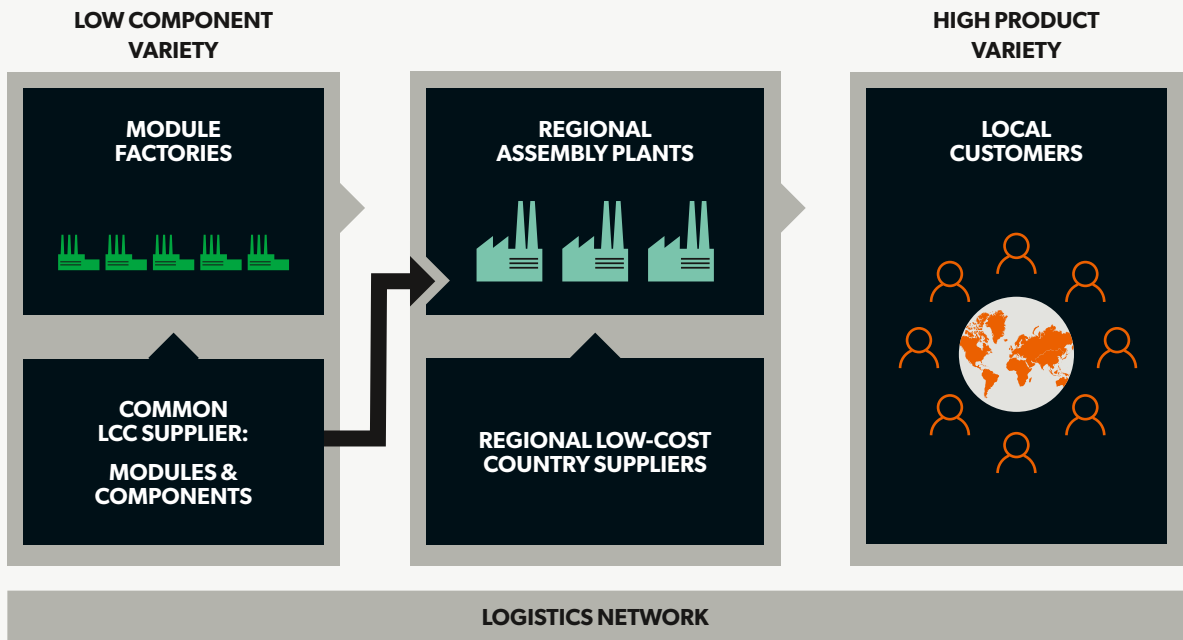 LOW COMPONENT
VARIETY
HIGH PRODUCT
VARIETY
MODULE
FACTORIES
REGIONAL
ASSEMBLY PLANTS
LOCAL
CUSTOMERS
COMMON
LCC SUPPLIER:
MODULES &
COMPONENTS
REGIONAL LOW-COST
COUNTRY SUPPLIERS
LOGISTICS NETWORK